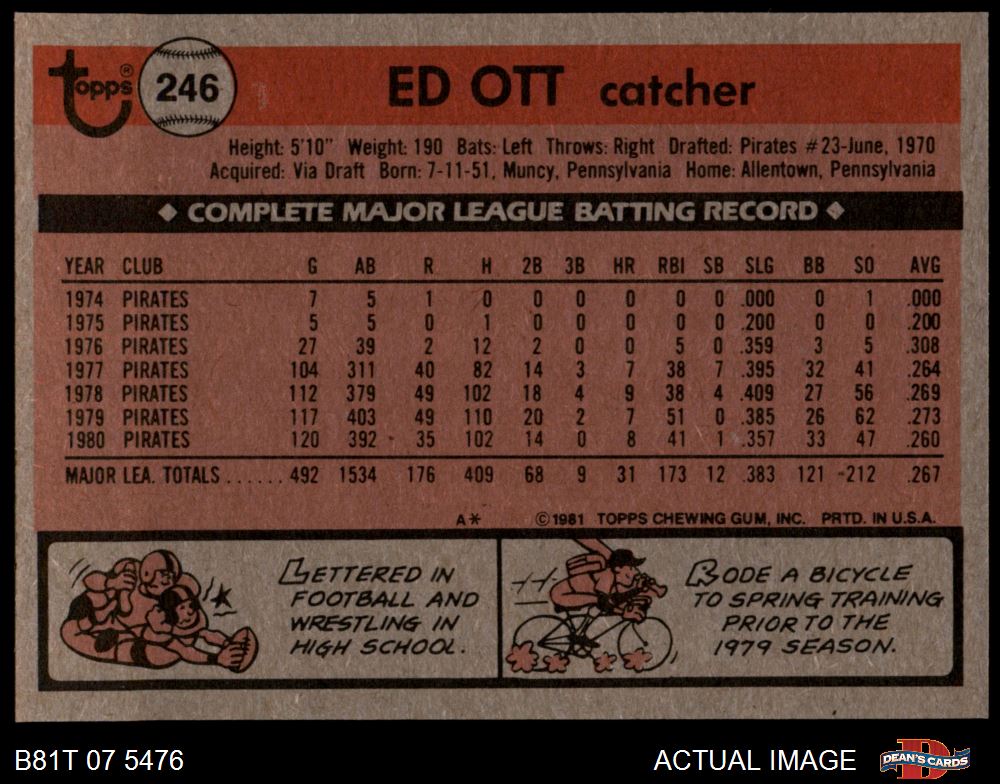 topps® 246 ED OTT catcher
Height: 5'10" Weight: 190 Bats: Left Throws: Right Drafted: Pirates #23-June, 1970
Acquired: Via Draft Born: 7-11-51, Muncy, Pennsylvania Home: Allentown, Pennsylvania
◆ COMPLETE MAJOR LEAGUE BATTING RECORD ◆
YEAR CLUB G AB R H 2B 3B HR RBI SB SLG BB SO AVG
1974 PIRATES 7 5 1 0 0 0 0 0 0 .000 0 1 .000
1975 PIRATES 5 5 0 1 0 0 0 0 0 .200 0 0 .200
1976 PIRATES 27 39 2 12 2 0 0 5 0 .359 3 5 .308
1977 PIRATES 104 311 40 82 14 3 7 38 7 .395 32 41 .264
1978 PIRATES 112 379 49 102 18 4 9 38 4 .409 27 56 .269
1979 PIRATES 117 403 49 110 20 2 7 51 0 .385 26 62 .273
1980 PIRATES 120 392 35 102 14 0 8 41 1 .357 33 47 .260
MAJOR LEA. TOTALS ...... 492 1534 176 409 68 9 31 173 12 .383 121 212 .267
A* ©1981 TOPPS CHEWING GUM, INC. PRTD. IN U.S.A.
LETTERED IN
FOOTBALL AND
WRESTLING IN
HIGH SCHOOL.
RODE A BICYCLE
TO SPRING TRAINING
PRIOR TO THE
1979 SEASON.
B81T 07 5476 ACTUAL IMAGE DEAN'S CARDS